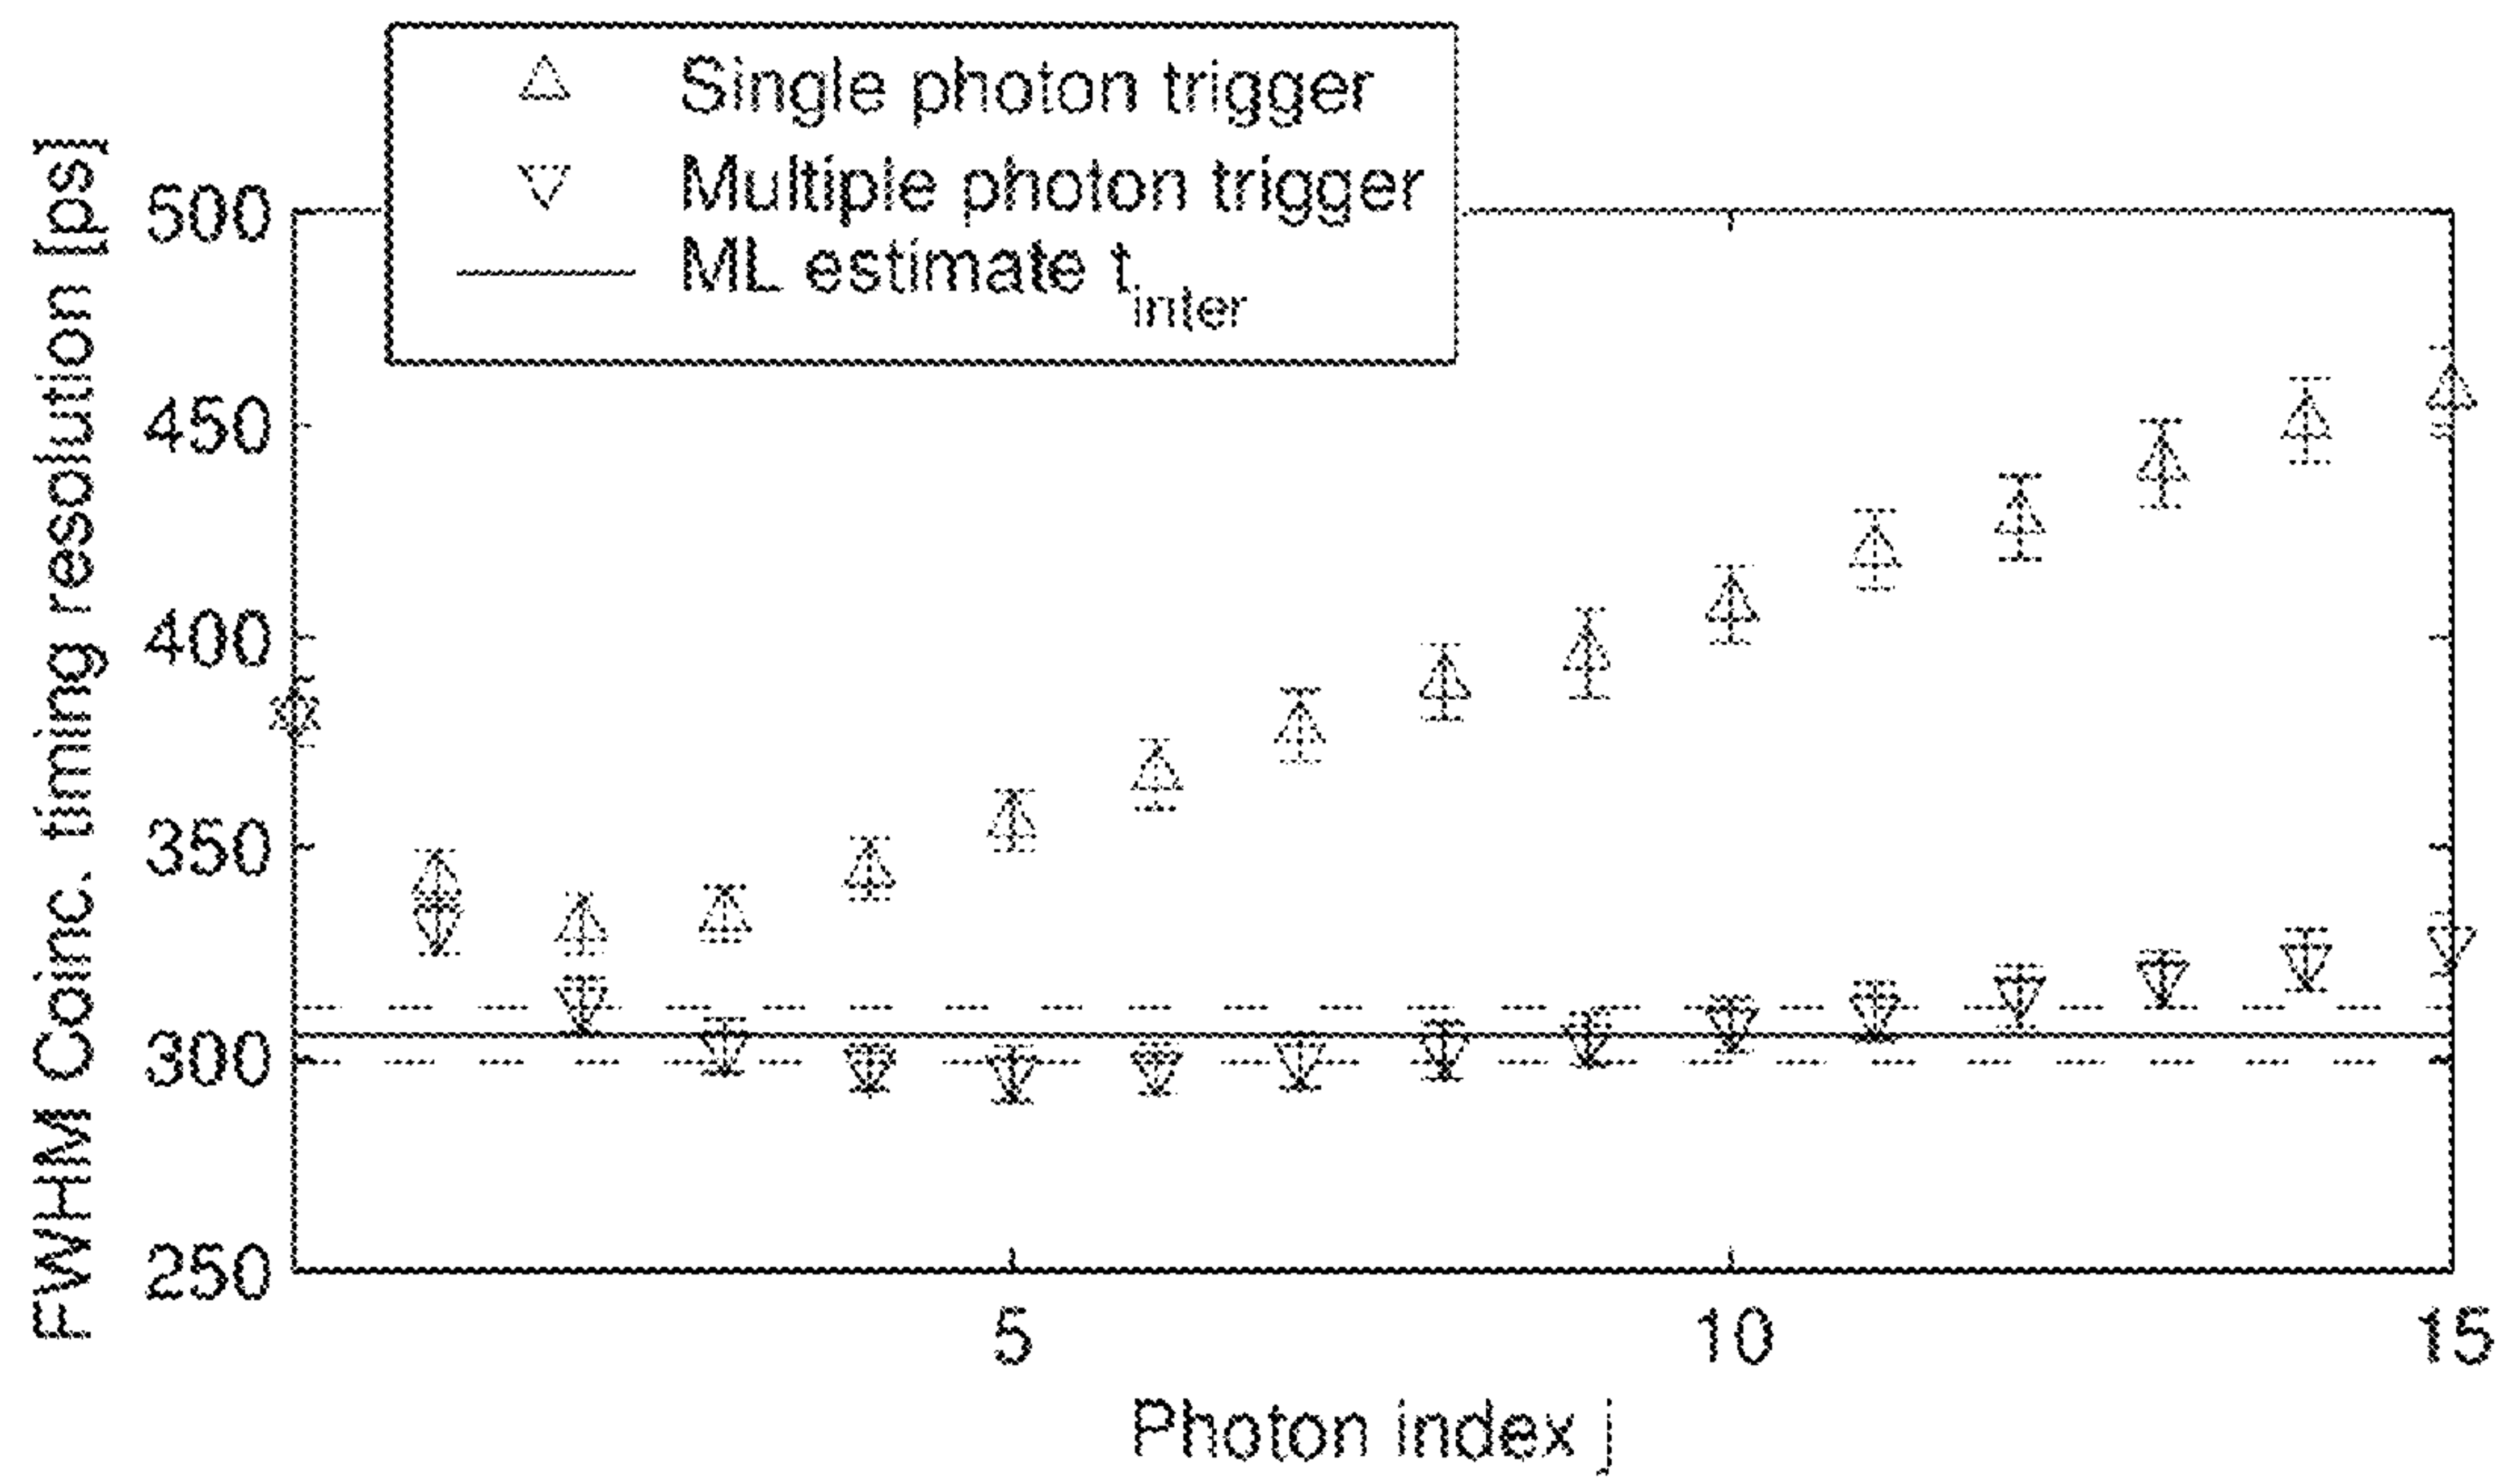 Single photon trigger
Multiple photon trigger
ML estimate t_inter
FWHM Coinc. timing resolution [ps]
500
450
400
350
300
250
5
10
15
Photon index j